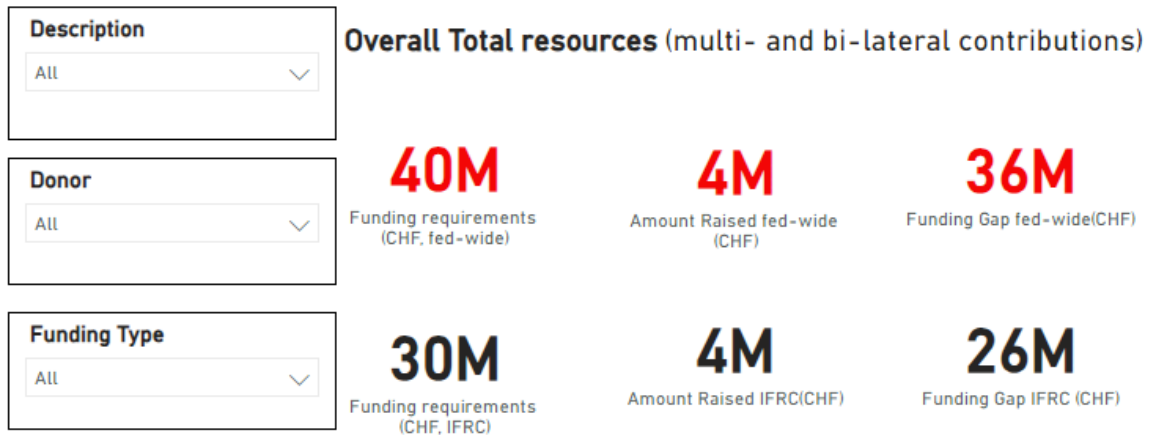 Description
All
Overall Total resources (multi- and bi-lateral contributions)
Donor
All
40M
Funding requirements
(CHF, fed-wide)
4M
Amount Raised fed-wide
(CHF)
36M
Funding Gap fed-wide(CHF)
Funding Type
All
30M
Funding requirements
(CHF, IFRC)
4M
Amount Raised IFRC(CHF)
26M
Funding Gap IFRC (CHF)